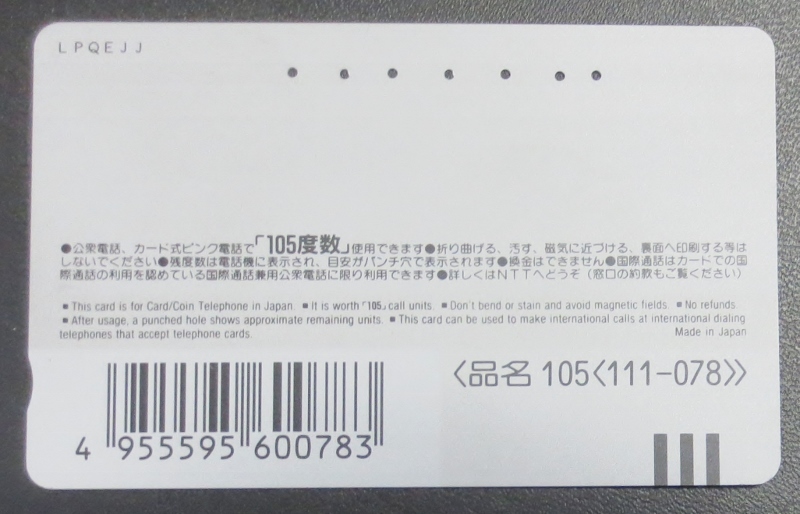 LPQEJJ
●公衆電話、カード式ピンク電話で「105度数」使用できます●折り曲げる、汚す、磁気に近づける、裏面へ印刷する等は
しないでください●残度数は電話機に表示され、目安がパンチ穴で表示されます●換金はできません●国際通話はカードでの国
際通話の利用を認めている国際通話兼用公衆電話に限り利用できます●詳しくはNTTへどうぞ（窓口の約款もご覧ください）
■This card is for Card/Coin Telephone in Japan. ■It is worth「105」call units. ■Don't bend or stain and avoid magnetic fields. ■No refunds.
■After usage, a punched hole shows approximate remaining units. ■This card can be used to make international calls at international dialing
telephones that accept telephone cards. Made in Japan
〈品名 105〈111-078〉〉
4 955595 600783